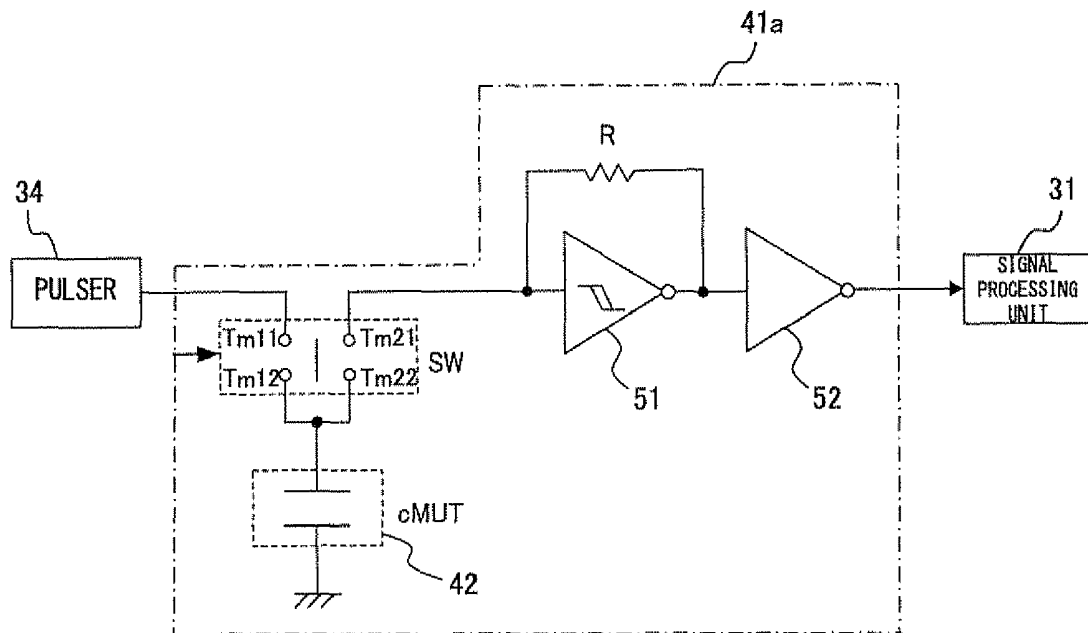 41a
R
34
31
PULSER
SIGNAL
PROCESSING
UNIT
Tm11
Tm21
SW
Tm12
Tm22
51
52
cMUT
42